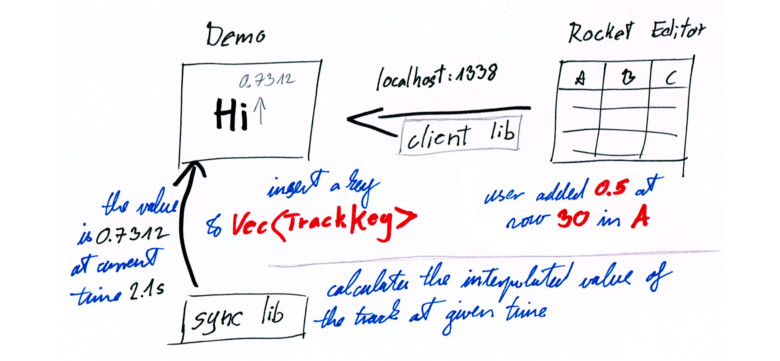 Demo
Rocket Editor
0.7312
Hi
localhost:1338
client lib
A B C
insert a key
to Vec<TrackKey>
user added 0.5 at
row 30 in A
the value
is 0.7312
at current
time 2.1s
sync lib
calculates the interpolated value of
the track at given time